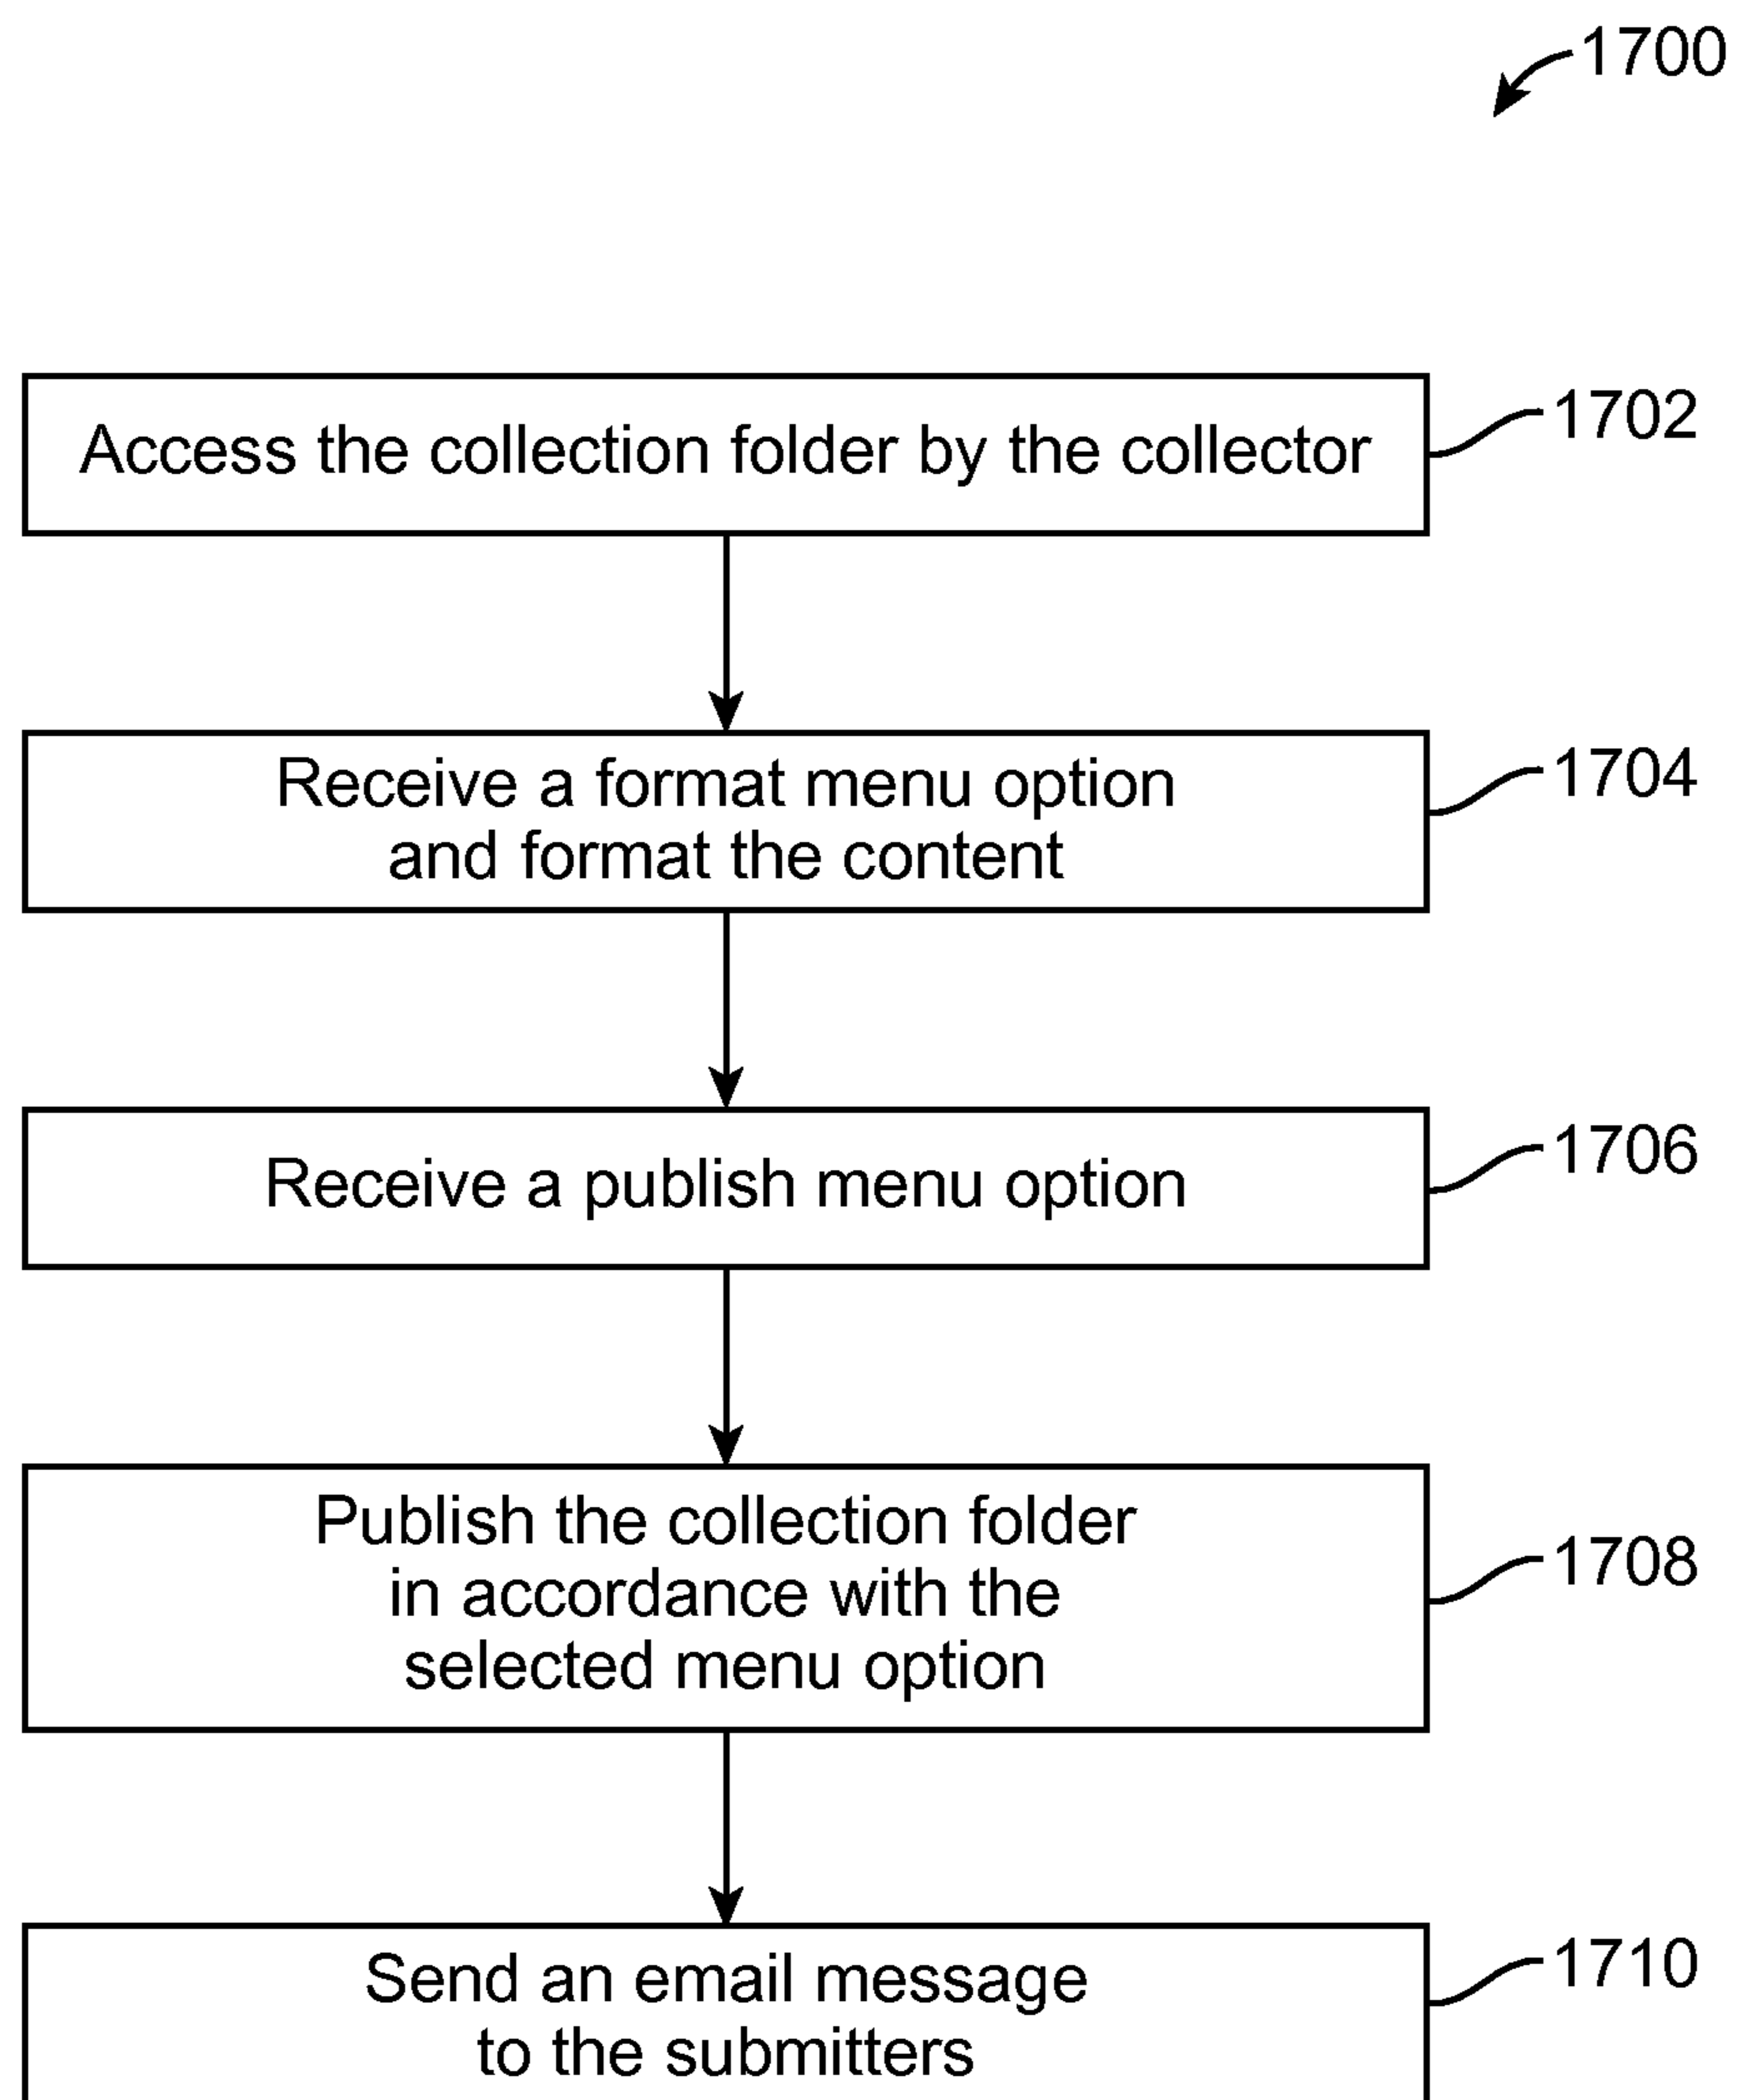 1700
Access the collection folder by the collector
1702
Receive a format menu option
and format the content
1704
Receive a publish menu option
1706
Publish the collection folder
in accordance with the
selected menu option
1708
Send an email message
to the submitters
1710